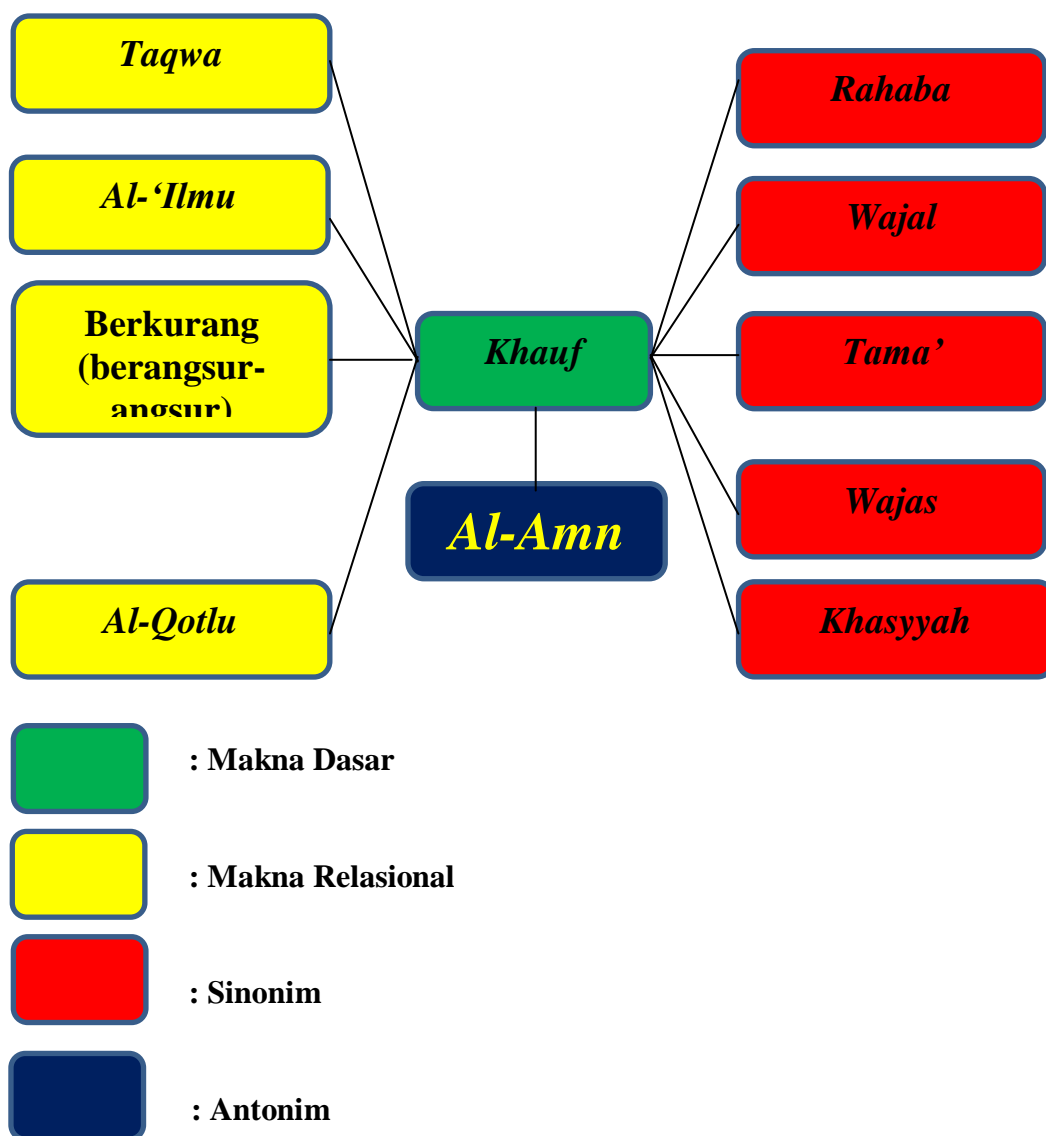 Taqwa
Al-‘Ilmu
Berkurang
(berangsur-
angsur)
Al-Qotlu
Khauf
Al-Amn
Rahaba
Wajal
Tama’
Wajas
Khasyyah
: Makna Dasar
: Makna Relasional
: Sinonim
: Antonim